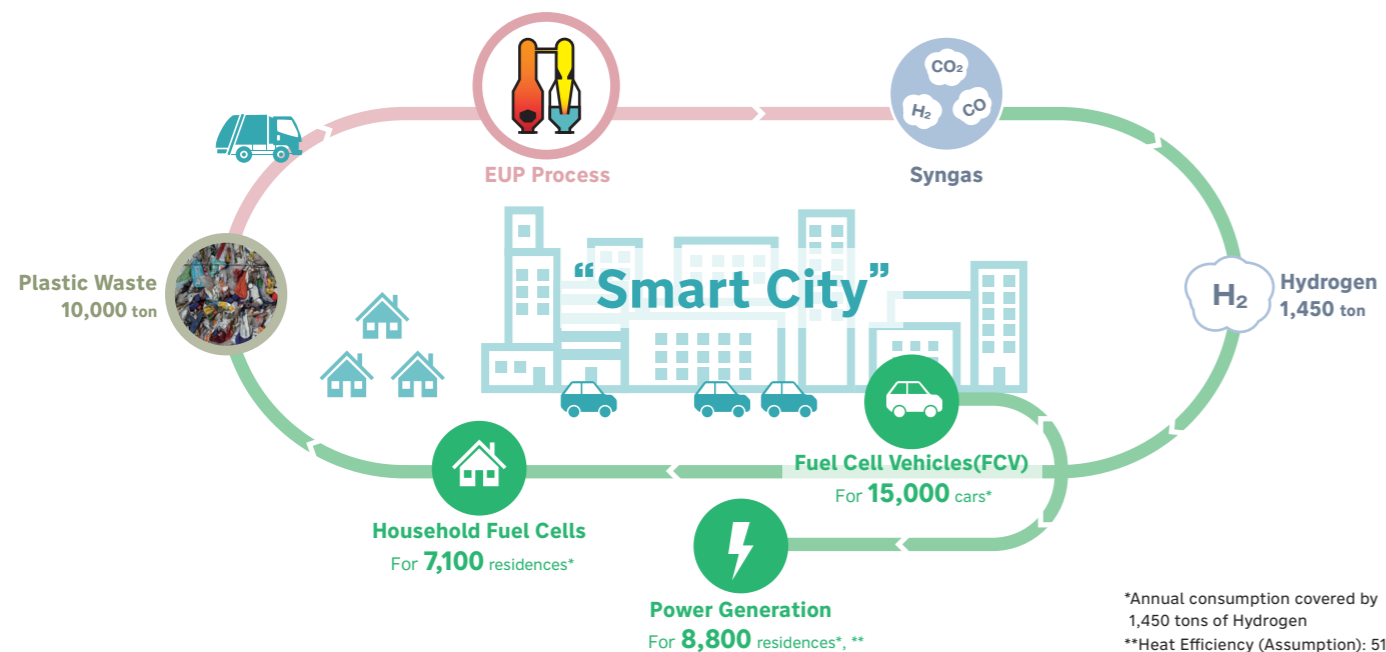 CO₂
H₂
CO
EUP Process
Syngas
Plastic Waste
10,000 ton
“Smart City”
H₂
Hydrogen
1,450 ton
Fuel Cell Vehicles(FCV)
For 15,000 cars*
Household Fuel Cells
For 7,100 residences*
Power Generation
For 8,800 residences*, **
*Annual consumption covered by
1,450 tons of Hydrogen
**Heat Efficiency (Assumption): 51